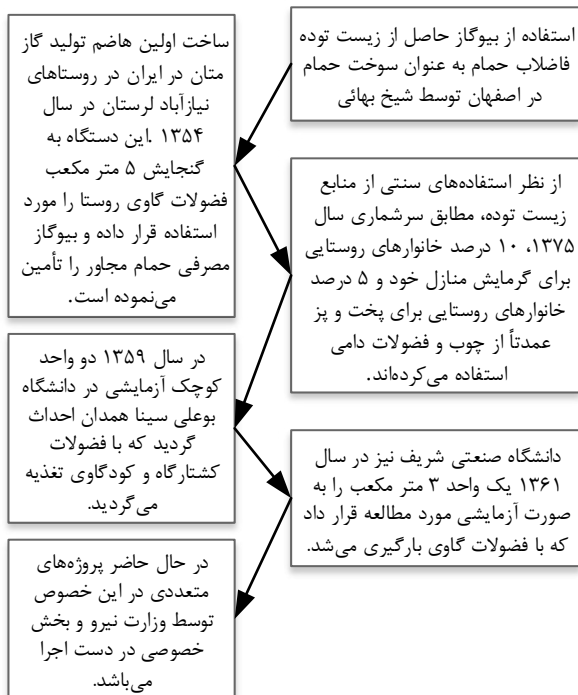 استفاده از بیوگاز حاصل از زیست توده
فاضلاب حمام به عنوان سوخت حمام
در اصفهان توسط شیخ بهائی
ساخت اولین هاضم تولید گاز
متان در ایران در روستاهای
نیازآباد لرستان در سال
۱۳۵۴ .این دستگاه به
گنجایش ۵ متر مکعب
فضولات گاوی روستا را مورد
استفاده قرار داده و بیوگاز
مصرفی حمام مجاور را تأمین
می‌نموده است.
از نظر استفاده‌های سنتی از منابع
زیست توده، مطابق سرشماری سال
۱۳۷۵، ۱۰ درصد خانوارهای روستایی
برای گرمایش منازل خود و ۵ درصد
خانوارهای روستایی برای پخت و پز
عمدتاً از چوب و فضولات دامی
استفاده می‌کرده‌اند.
در سال ۱۳۵۹ دو واحد
کوچک آزمایشی در دانشگاه
بوعلی سینا همدان احداث
گردید که با فضولات
کشتارگاه و کودگاوی تغذیه
می‌گردید.
دانشگاه صنعتی شریف نیز در سال
۱۳۶۱ یک واحد ۳ متر مکعب را به
صورت آزمایشی مورد مطالعه قرار داد
که با فضولات گاوی بارگیری می‌شد.
در حال حاضر پروژه‌های
متعددی در این خصوص
توسط وزارت نیرو و بخش
خصوصی در دست اجرا
می‌باشد.